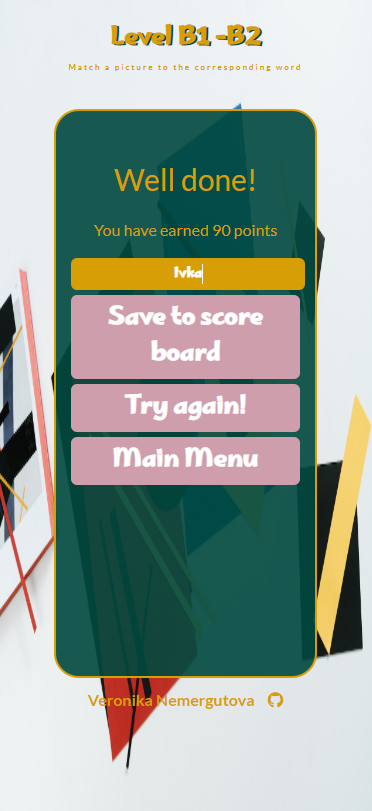 Level B1 -B2
Match a picture to the corresponding word
Well done!
You have earned 90 points
Ivka
Save to score
board
Try again!
Main Menu
Veronika Nemergutova